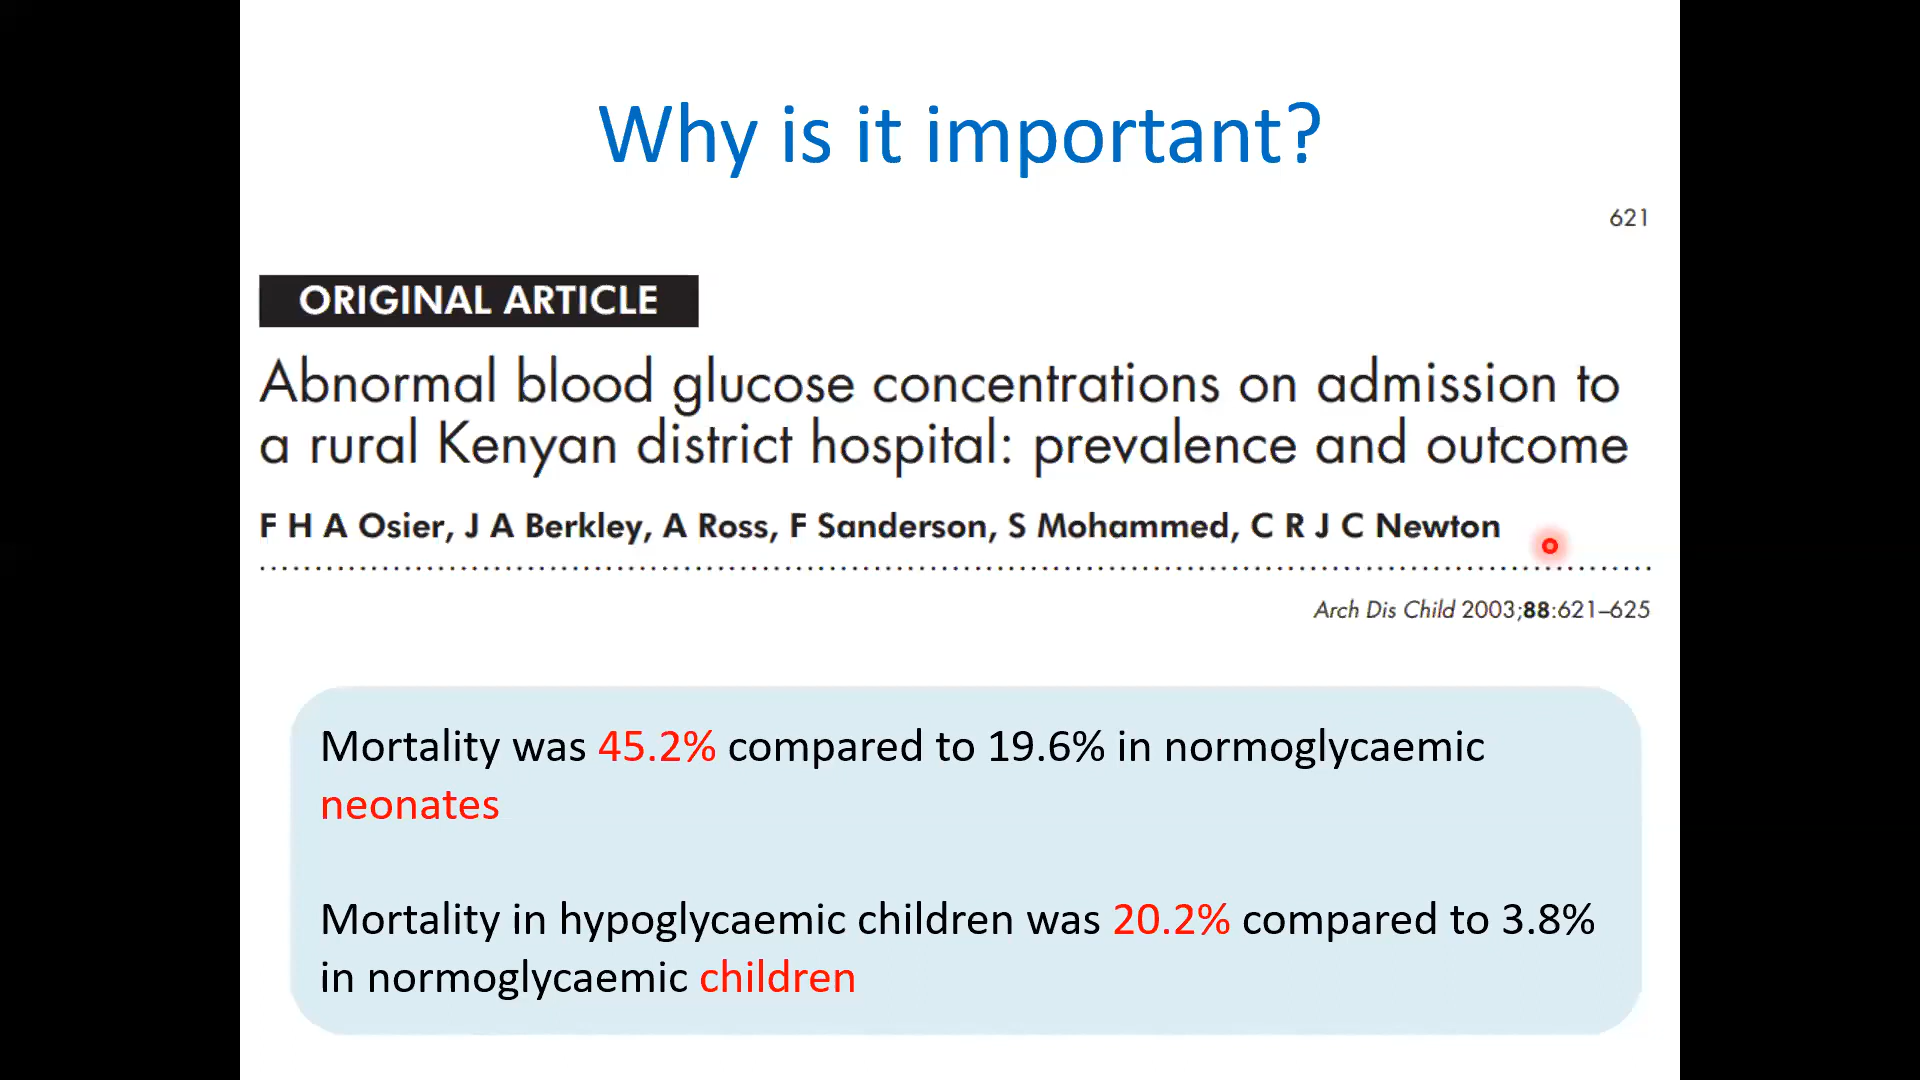 Why is it important?
621
ORIGINAL ARTICLE
Abnormal blood glucose concentrations on admission to
a rural Kenyan district hospital: prevalence and outcome
F H A Osier, J A Berkley, A Ross, F Sanderson, S Mohammed, C R J C Newton
Arch Dis Child 2003;88:621–625
Mortality was 45.2% compared to 19.6% in normoglycaemic
neonates
Mortality in hypoglycaemic children was 20.2% compared to 3.8%
in normoglycaemic children